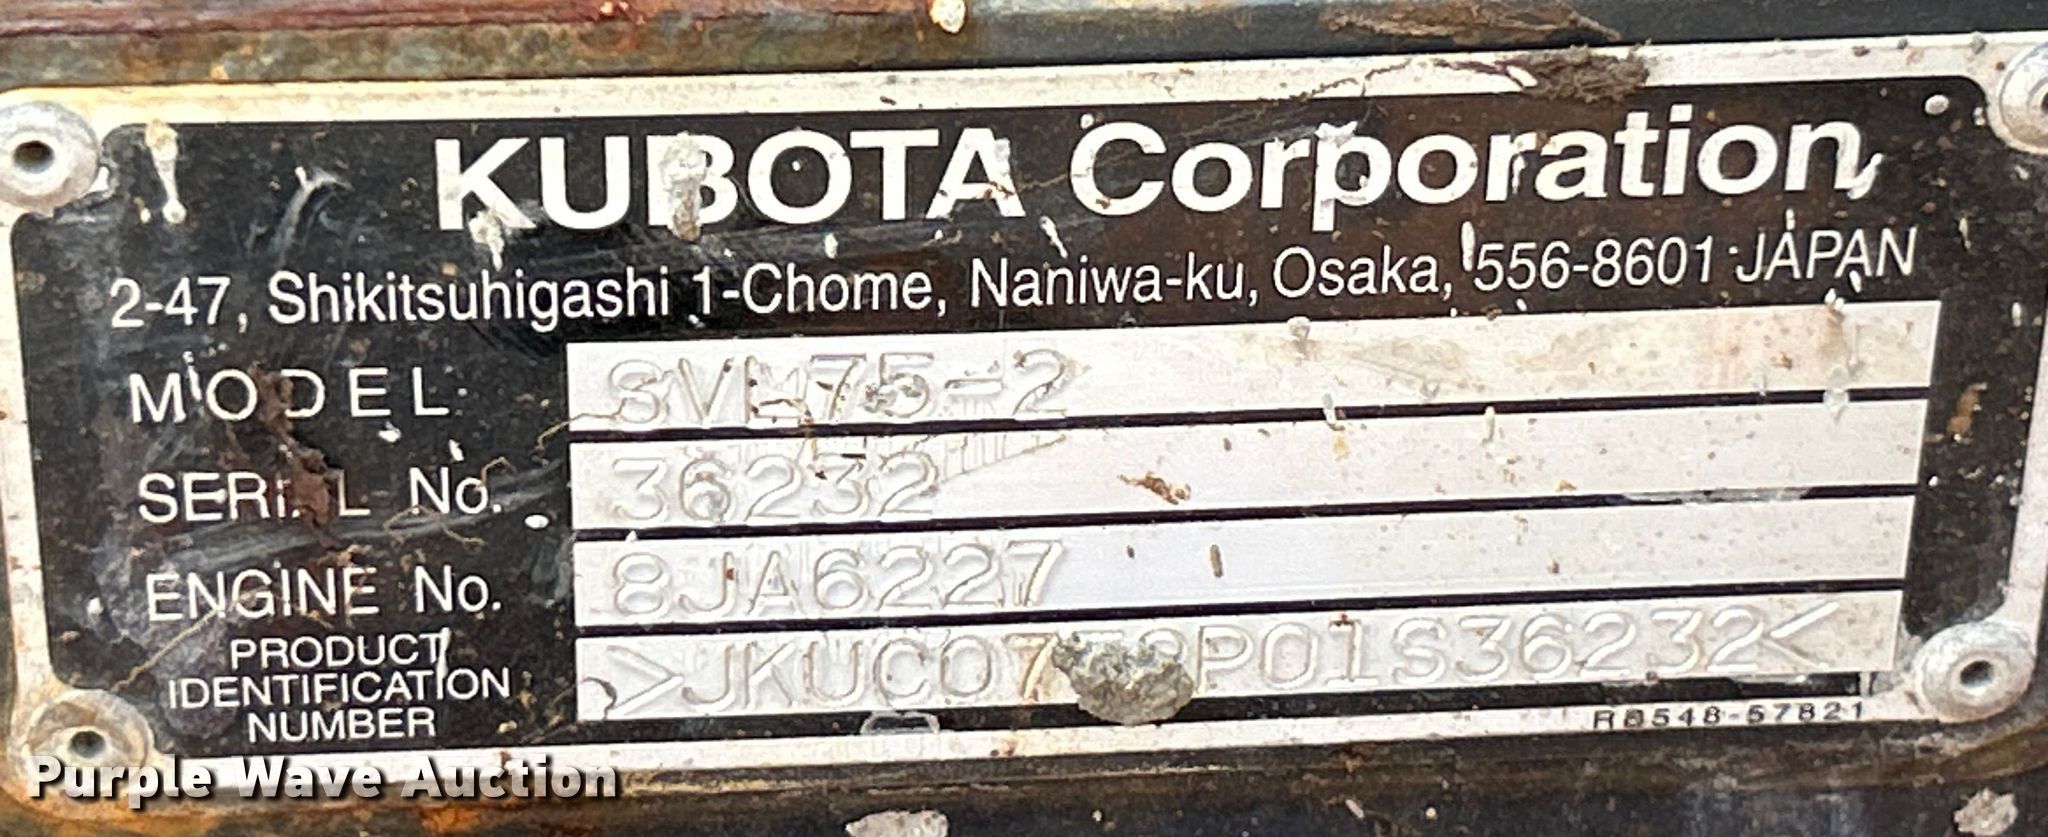 KUBOTA Corporation
2-47, Shikitsuhigashi 1-Chome, Naniwa-ku, Osaka, 556-8601 JAPAN
MODEL SVL75-2
SERIAL No. 36232
ENGINE No. 8JA6227
PRODUCT
IDENTIFICATION
NUMBER
R8548-57821
Purple Wave Auction